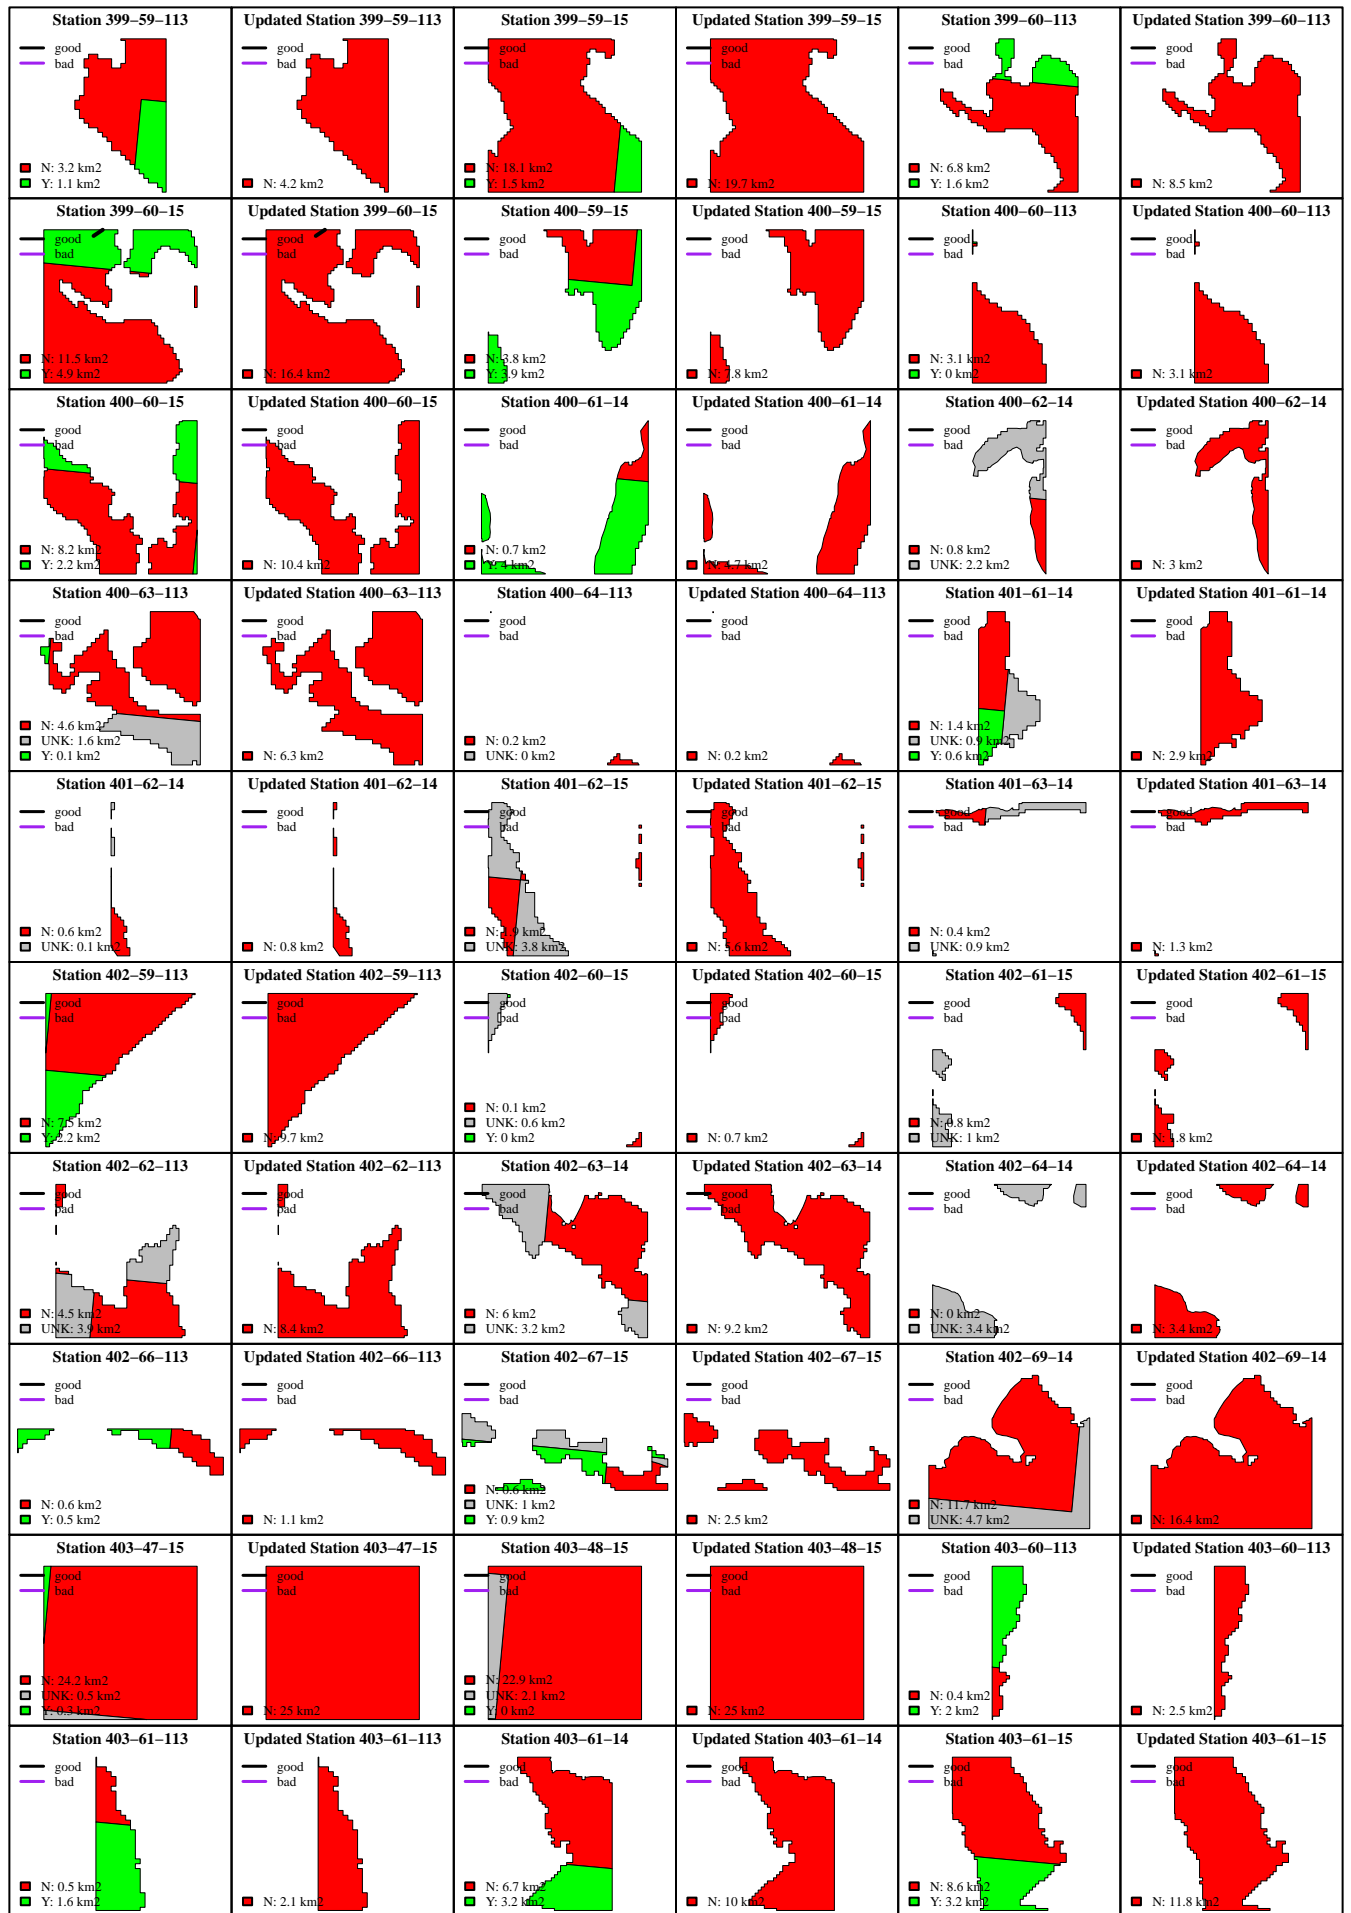 Station 399−59−113
good
bad
N: 3.2 km2
Y: 1.1 km2
Updated Station 399−59−113
good
bad
N: 4.2 km2
Station 399−59−15
good
bad
N: 18.1 km2
Y: 1.5 km2
Updated Station 399−59−15
good
bad
N: 19.7 km2
Station 399−60−113
good
bad
N: 6.8 km2
Y: 1.6 km2
Updated Station 399−60−113
good
bad
N: 8.5 km2
Station 399−60−15
good
bad
N: 11.5 km2
Y: 4.9 km2
Updated Station 399−60−15
good
bad
N: 16.4 km2
Station 400−59−15
good
bad
N: 3.8 km2
Y: 3.9 km2
Updated Station 400−59−15
good
bad
N: 7.8 km2
Station 400−60−113
good
bad
N: 3.1 km2
Y: 0 km2
Updated Station 400−60−113
good
bad
N: 3.1 km2
Station 400−60−15
good
bad
N: 8.2 km2
Y: 2.2 km2
Updated Station 400−60−15
good
bad
N: 10.4 km2
Station 400−61−14
good
bad
N: 0.7 km2
Y: 4 km2
Updated Station 400−61−14
good
bad
N: 4.7 km2
Station 400−62−14
good
bad
N: 0.8 km2
UNK: 2.2 km2
Updated Station 400−62−14
good
bad
N: 3 km2
Station 400−63−113
good
bad
N: 4.6 km2
UNK: 1.6 km2
Y: 0.1 km2
Updated Station 400−63−113
good
bad
N: 6.3 km2
Station 400−64−113
good
bad
N: 0.2 km2
UNK: 0 km2
Updated Station 400−64−113
good
bad
N: 0.2 km2
Station 401−61−14
good
bad
N: 1.4 km2
UNK: 0.9 km2
Y: 0.6 km2
Updated Station 401−61−14
good
bad
N: 2.9 km2
Station 401−62−14
good
bad
N: 0.6 km2
UNK: 0.1 km2
Updated Station 401−62−14
good
bad
N: 0.8 km2
Station 401−62−15
good
bad
N: 1.9 km2
UNK: 3.8 km2
Updated Station 401−62−15
good
bad
N: 5.6 km2
Station 401−63−14
good
bad
N: 0.4 km2
UNK: 0.9 km2
Updated Station 401−63−14
good
bad
N: 1.3 km2
Station 402−59−113
good
bad
N: 7.5 km2
Y: 2.2 km2
Updated Station 402−59−113
good
bad
N: 9.7 km2
Station 402−60−15
good
bad
N: 0.1 km2
UNK: 0.6 km2
Y: 0 km2
Updated Station 402−60−15
good
bad
N: 0.7 km2
Station 402−61−15
good
bad
N: 0.8 km2
UNK: 1 km2
Updated Station 402−61−15
good
bad
N: 1.8 km2
Station 402−62−113
good
bad
N: 4.5 km2
UNK: 3.9 km2
Updated Station 402−62−113
good
bad
N: 8.4 km2
Station 402−63−14
good
bad
N: 6 km2
UNK: 3.2 km2
Updated Station 402−63−14
good
bad
N: 9.2 km2
Station 402−64−14
good
bad
N: 0 km2
UNK: 3.4 km2
Updated Station 402−64−14
good
bad
N: 3.4 km2
Station 402−66−113
good
bad
N: 0.6 km2
Y: 0.5 km2
Updated Station 402−66−113
good
bad
N: 1.1 km2
Station 402−67−15
good
bad
N: 0.6 km2
UNK: 1 km2
Y: 0.9 km2
Updated Station 402−67−15
good
bad
N: 2.5 km2
Station 402−69−14
good
bad
N: 11.7 km2
UNK: 4.7 km2
Updated Station 402−69−14
good
bad
N: 16.4 km2
Station 403−47−15
good
bad
N: 24.2 km2
UNK: 0.5 km2
Y: 0.3 km2
Updated Station 403−47−15
good
bad
N: 25 km2
Station 403−48−15
good
bad
N: 22.9 km2
UNK: 2.1 km2
Y: 0 km2
Updated Station 403−48−15
good
bad
N: 25 km2
Station 403−60−113
good
bad
N: 0.4 km2
Y: 2 km2
Updated Station 403−60−113
good
bad
N: 2.5 km2
Station 403−61−113
good
bad
N: 0.5 km2
Y: 1.6 km2
Updated Station 403−61−113
good
bad
N: 2.1 km2
Station 403−61−14
good
bad
N: 6.7 km2
Y: 3.2 km2
Updated Station 403−61−14
good
bad
N: 10 km2
Station 403−61−15
good
bad
N: 8.6 km2
Y: 3.2 km2
Updated Station 403−61−15
good
bad
N: 11.8 km2